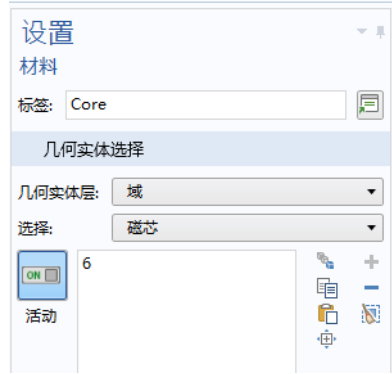 设置
材料
标签: Core
几何实体选择
几何实体层: 域
选择: 磁芯
ON 6
活动